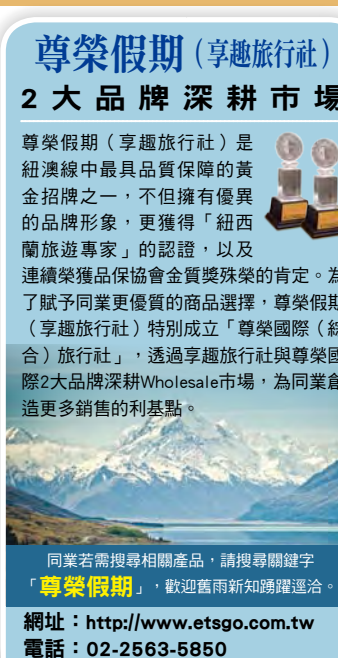 尊榮假期(享趣旅行社)
2大品牌深耕市場
尊榮假期(享趣旅行社)是
紐澳線中最具品質保障的黃
金招牌之一,不但擁有優異
的品牌形象,更獲得「紐西
蘭旅遊專家」的認證,以及
連續榮獲品保協會金質獎殊榮的肯定。為
了賦予同業更優質的商品選擇,尊榮假期
(享趣旅行社)特別成立「尊榮國際(綜
合)旅行社」,透過享趣旅行社與尊榮國
際2大品牌深耕Wholesale市場,為同業創
造更多銷售的利基點。
同業若需搜尋相關產品,請搜尋關鍵字
「尊榮假期」,歡迎舊雨新知踴躍逕洽。
網址:http://www.etsgo.com.tw
電話:02-2563-5850